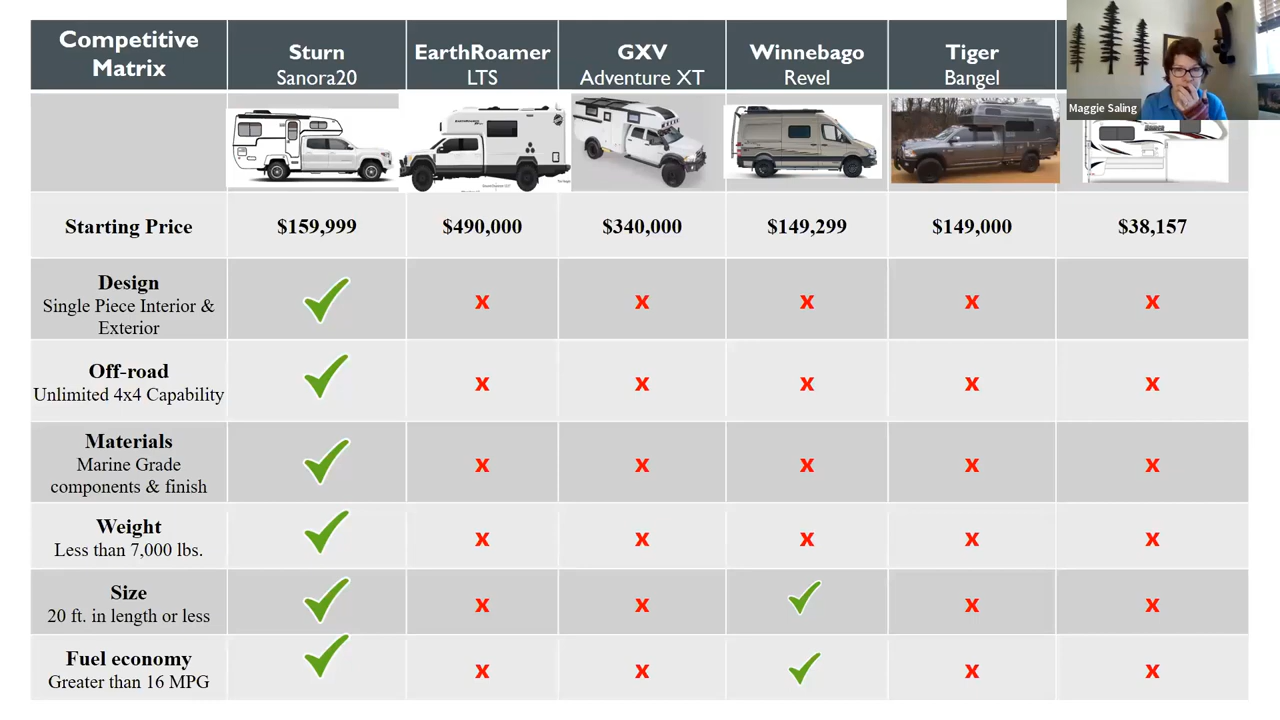 Competitive
Matrix
Sturn
Sanora20
EarthRoamer
LTS
GXV
Adventure XT
Winnebago
Revel
Tiger
Bangel
Maggie Saling
Starting Price
$159,999
$490,000
$340,000
$149,299
$149,000
$38,157
Design
Single Piece Interior &
Exterior
x
x
x
x
x
Off-road
Unlimited 4x4 Capability
x
x
x
x
x
Materials
Marine Grade
components & finish
x
x
x
x
x
Weight
Less than 7,000 lbs.
x
x
x
x
x
Size
20 ft. in length or less
x
x
x
x
Fuel economy
Greater than 16 MPG
x
x
x
x